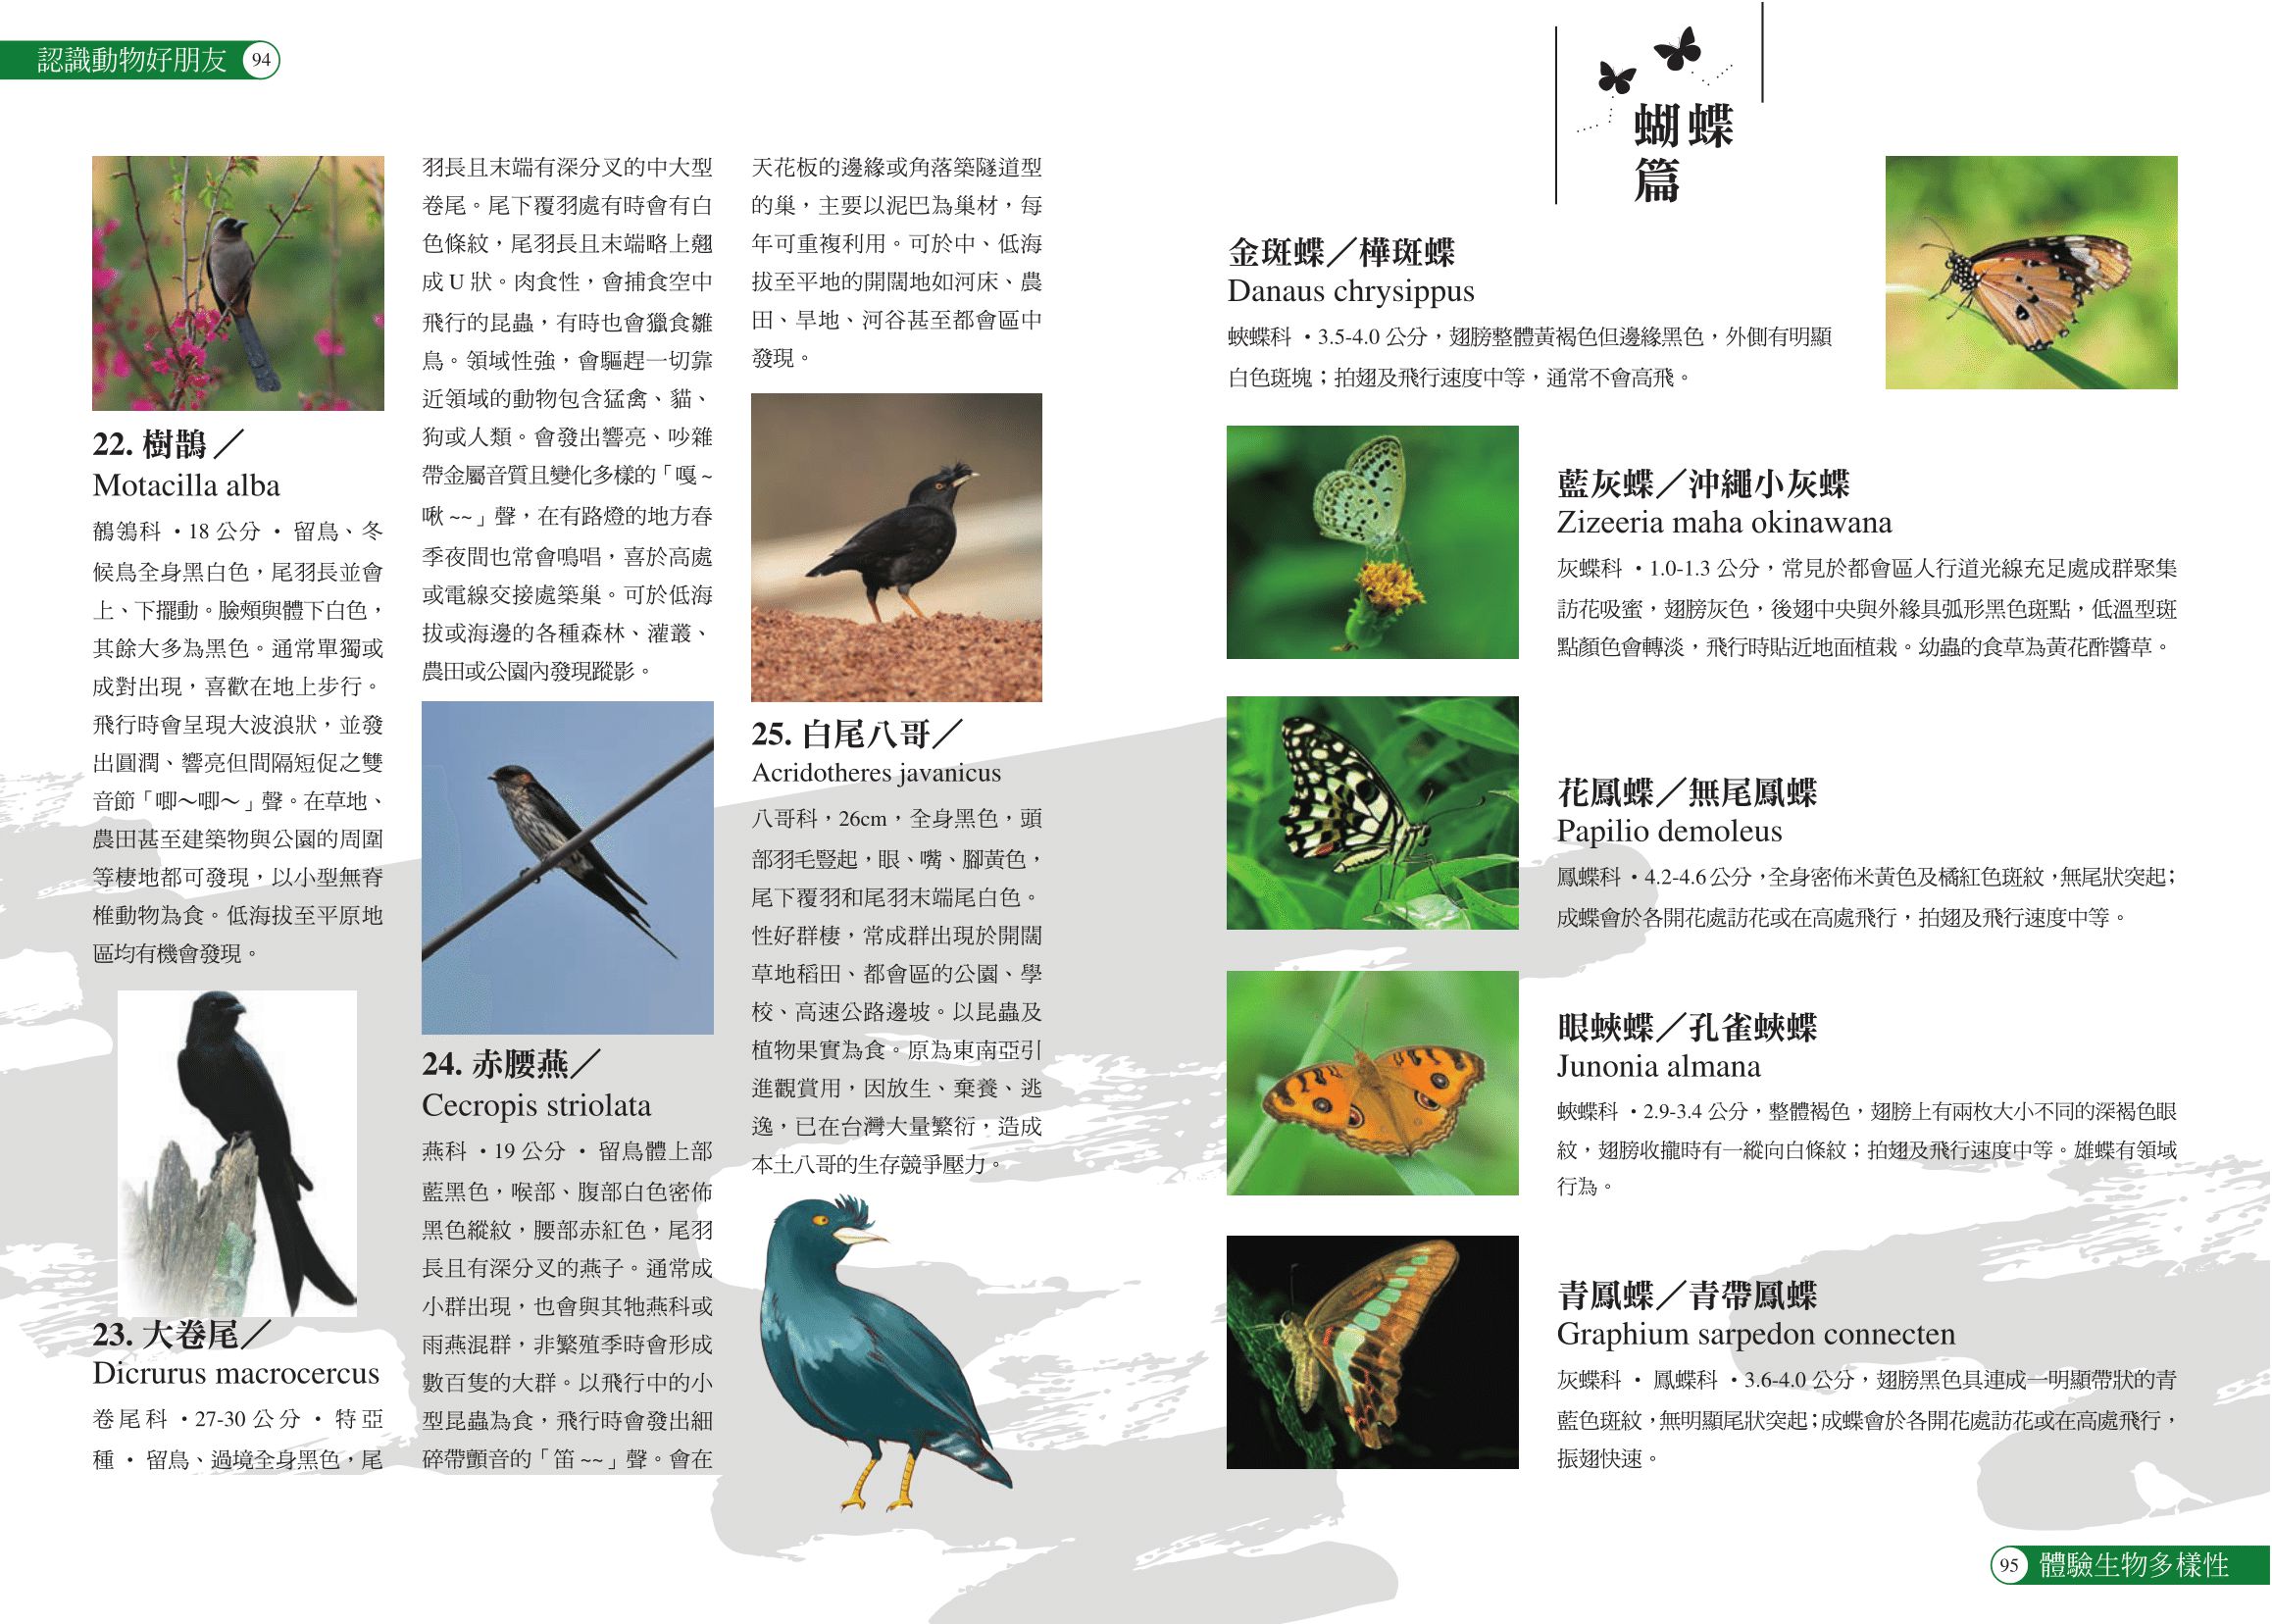 認識動物好朋友 94
22. 樹鵲／
Motacilla alba
鶺鴒科 ・18 公分・ 留鳥、冬
候鳥全身黑白色，尾羽長並會
上、下擺動。臉頰與體下白色，
其餘大多為黑色。通常單獨或
成對出現，喜歡在地上步行。
飛行時會呈現大波浪狀，並發
出圓潤、響亮但間隔短促之雙
音節「唧～唧～」聲。在草地、
農田甚至建築物與公園的周圍
等棲地都可發現，以小型無脊
椎動物為食。低海拔至平原地
區均有機會發現。
23. 大卷尾／
Dicrurus macrocercus
卷尾科 ・27-30 公分・ 特亞
種・ 留鳥、過境全身黑色，尾
羽長且末端有深分叉的中大型
卷尾。尾下覆羽處有時會有白
色條紋，尾羽長且末端略上翹
成 U 狀。肉食性，會捕食空中
飛行的昆蟲，有時也會獵食雛
鳥。領域性強，會驅趕一切靠
近領域的動物包含猛禽、貓、
狗或人類。會發出響亮、吵雜
帶金屬音質且變化多樣的「嘎 ~
啾 ~~」聲，在有路燈的地方春
季夜間也常會鳴唱，喜於高處
或電線交接處築巢。可於低海
拔或海邊的各種森林、灌叢、
農田或公園內發現蹤影。
24. 赤腰燕／
Cecropis striolata
燕科 ・19 公分・ 留鳥體上部
藍黑色，喉部、腹部白色密佈
黑色縱紋，腰部赤紅色，尾羽
長且有深分叉的燕子。通常成
小群出現，也會與其牠燕科或
雨燕混群，非繁殖季時會形成
數百隻的大群。以飛行中的小
型昆蟲為食，飛行時會發出細
碎帶顫音的「笛 ~~」聲。會在
天花板的邊緣或角落築隧道型
的巢，主要以泥巴為巢材，每
年可重複利用。可於中、低海
拔至平地的開闊地如河床、農
田、旱地、河谷甚至都會區中
發現。
25. 白尾八哥／
Acridotheres javanicus
八哥科，26cm，全身黑色，頭
部羽毛豎起，眼、嘴、腳黃色，
尾下覆羽和尾羽末端尾白色。
性好群棲，常成群出現於開闊
草地稻田、都會區的公園、學
校、高速公路邊坡。以昆蟲及
植物果實為食。原為東南亞引
進觀賞用，因放生、棄養、逃
逸，已在台灣大量繁衍，造成
本土八哥的生存競爭壓力。
蝴蝶
篇
金斑蝶／樺斑蝶
Danaus chrysippus
蛺蝶科 ・3.5-4.0 公分，翅膀整體黃褐色但邊緣黑色，外側有明顯
白色斑塊；拍翅及飛行速度中等，通常不會高飛。
藍灰蝶／沖繩小灰蝶
Zizeeria maha okinawana
灰蝶科 ・1.0-1.3 公分，常見於都會區人行道光線充足處成群聚集
訪花吸蜜，翅膀灰色，後翅中央與外緣具弧形黑色斑點，低溫型斑
點顏色會轉淡，飛行時貼近地面植栽。幼蟲的食草為黃花酢醬草。
花鳳蝶／無尾鳳蝶
Papilio demoleus
鳳蝶科 ・4.2-4.6 公分，全身密佈米黃色及橘紅色斑紋，無尾狀突起；
成蝶會於各開花處訪花或在高處飛行，拍翅及飛行速度中等。
眼蛺蝶／孔雀蛺蝶
Junonia almana
蛺蝶科 ・2.9-3.4 公分，整體褐色，翅膀上有兩枚大小不同的深褐色眼
紋，翅膀收攏時有一縱向白條紋；拍翅及飛行速度中等。雄蝶有領域
行為。
青鳳蝶／青帶鳳蝶
Graphium sarpedon connecten
灰蝶科 ・ 鳳蝶科 ・3.6-4.0 公分，翅膀黑色具連成一明顯帶狀的青
藍色斑紋，無明顯尾狀突起；成蝶會於各開花處訪花或在高處飛行，
振翅快速。
95 體驗生物多樣性